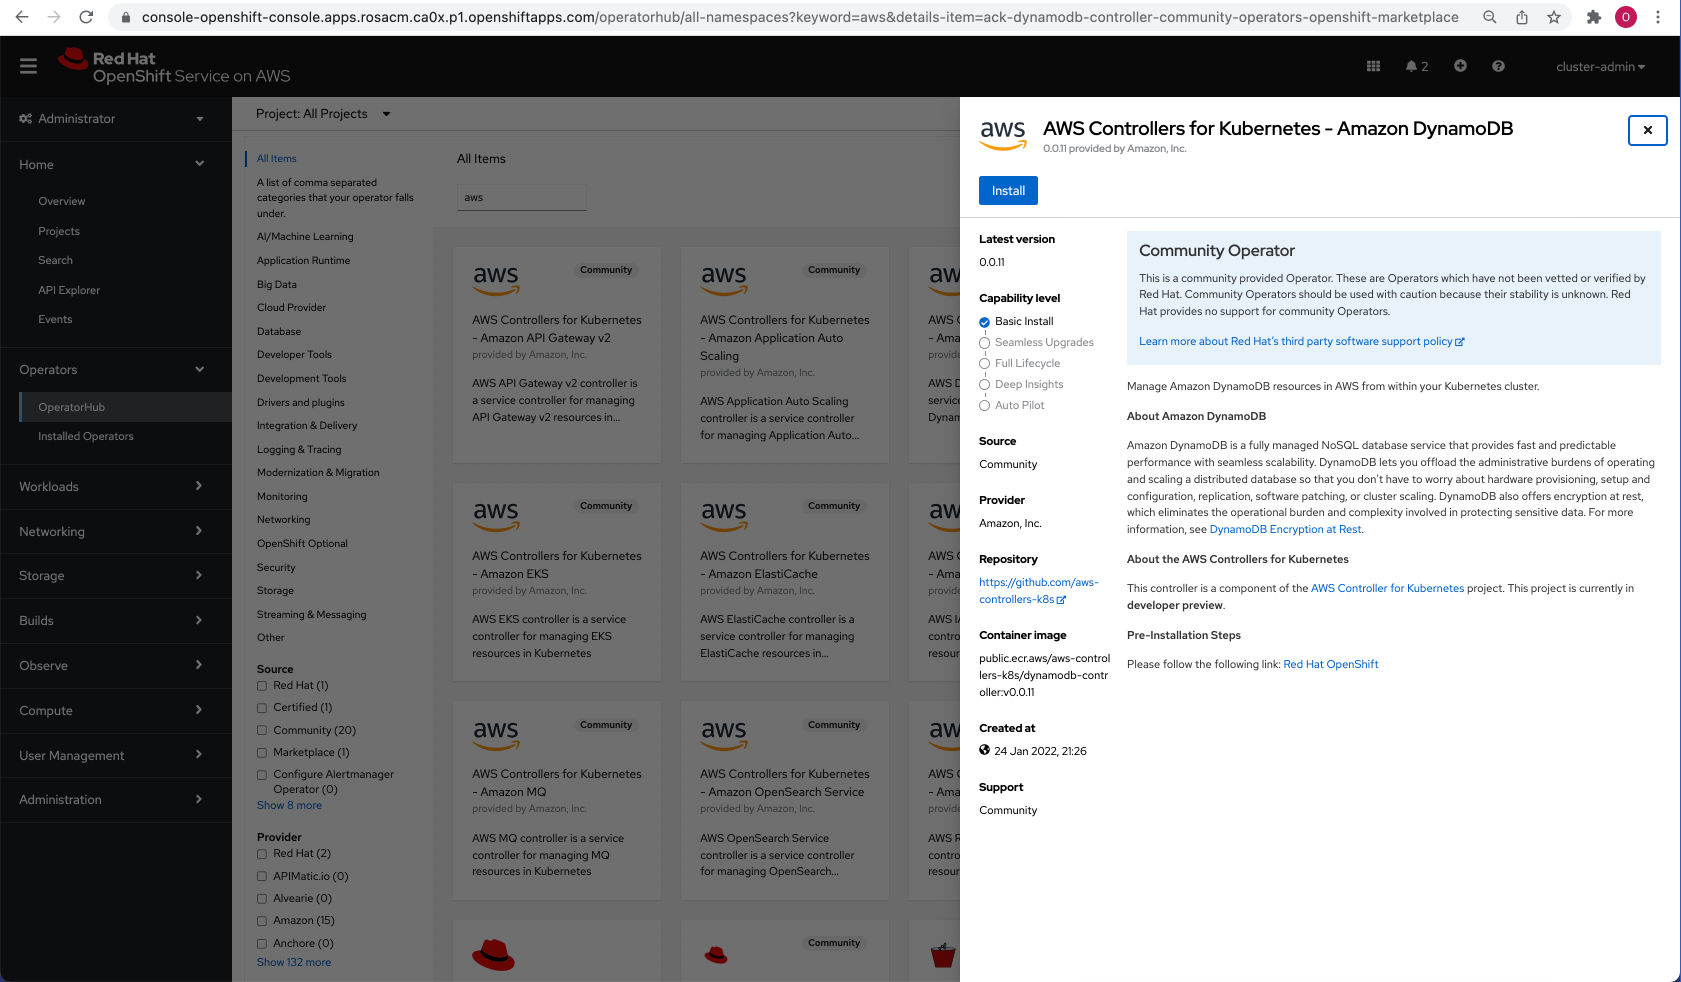 console-openshift-console.apps.rosacm.ca0x.p1.openshiftapps.com/operatorhub/all-namespaces?keyword=aws&details-item=ack-dynamodb-controller-community-operators-openshift-marketplace
O
Red Hat
OpenShift Service on AWS
2
cluster-admin
Administrator
Home
Overview
Projects
Search
API Explorer
Events
Operators
OperatorHub
Installed Operators
Workloads
Networking
Storage
Builds
Observe
Compute
User Management
Administration
Project: All Projects
All Items
A list of comma separated
categories that your operator falls
under.
AI/Machine Learning
Application Runtime
Big Data
Cloud Provider
Database
Developer Tools
Development Tools
Drivers and plugins
Integration & Delivery
Logging & Tracing
Modernization & Migration
Monitoring
Networking
OpenShift Optional
Security
Storage
Streaming & Messaging
Other
Source
Red Hat (1)
Certified (1)
Community (20)
Marketplace (1)
Configure Alertmanager
Operator (0)
Show 8 more
Provider
Red Hat (2)
APIMatic.io (0)
Alvearie (0)
Amazon (15)
Anchore (0)
Show 132 more
All Items
aws
aws
Community
AWS Controllers for Kubernetes
- Amazon API Gateway v2
provided by Amazon, Inc.
AWS API Gateway v2 controller is
a service controller for managing
API Gateway v2 resources in...
aws
Community
AWS Controllers for Kubernetes
- Amazon Application Auto
Scaling
provided by Amazon, Inc.
AWS Application Auto Scaling
controller is a service controller
for managing Application Auto...
aws
Community
AWS Controllers for Kubernetes
- Amazon EKS
provided by Amazon, Inc.
AWS EKS controller is a service
controller for managing EKS
resources in Kubernetes
aws
Community
AWS Controllers for Kubernetes
- Amazon ElastiCache
provided by Amazon, Inc.
AWS ElastiCache controller is a
service controller for managing
ElastiCache resources in...
aws
Community
AWS Controllers for Kubernetes
- Amazon MQ
provided by Amazon, Inc.
AWS MQ controller is a service
controller for managing MQ
resources in Kubernetes
aws
Community
AWS Controllers for Kubernetes
- Amazon OpenSearch Service
provided by Amazon, Inc.
AWS OpenSearch Service
controller is a service controller
for managing OpenSearch...
Community
aws
AWS Controllers for Kubernetes - Amazon DynamoDB
0.0.11 provided by Amazon, Inc.
Install
Latest version
0.0.11
Capability level
Basic Install
Seamless Upgrades
Full Lifecycle
Deep Insights
Auto Pilot
Source
Community
Provider
Amazon, Inc.
Repository
https://github.com/aws-
controllers-k8s
Container image
public.ecr.aws/aws-control
lers-k8s/dynamodb-contr
oller:v0.0.11
Created at
24 Jan 2022, 21:26
Support
Community
Community Operator
This is a community provided Operator. These are Operators which have not been vetted or verified by
Red Hat. Community Operators should be used with caution because their stability is unknown. Red
Hat provides no support for community Operators.
Learn more about Red Hat's third party software support policy
Manage Amazon DynamoDB resources in AWS from within your Kubernetes cluster.
About Amazon DynamoDB
Amazon DynamoDB is a fully managed NoSQL database service that provides fast and predictable
performance with seamless scalability. DynamoDB lets you offload the administrative burdens of operating
and scaling a distributed database so that you don't have to worry about hardware provisioning, setup and
configuration, replication, software patching, or cluster scaling. DynamoDB also offers encryption at rest,
which eliminates the operational burden and complexity involved in protecting sensitive data. For more
information, see DynamoDB Encryption at Rest.
About the AWS Controllers for Kubernetes
This controller is a component of the AWS Controller for Kubernetes project. This project is currently in
developer preview.
Pre-Installation Steps
Please follow the following link: Red Hat OpenShift